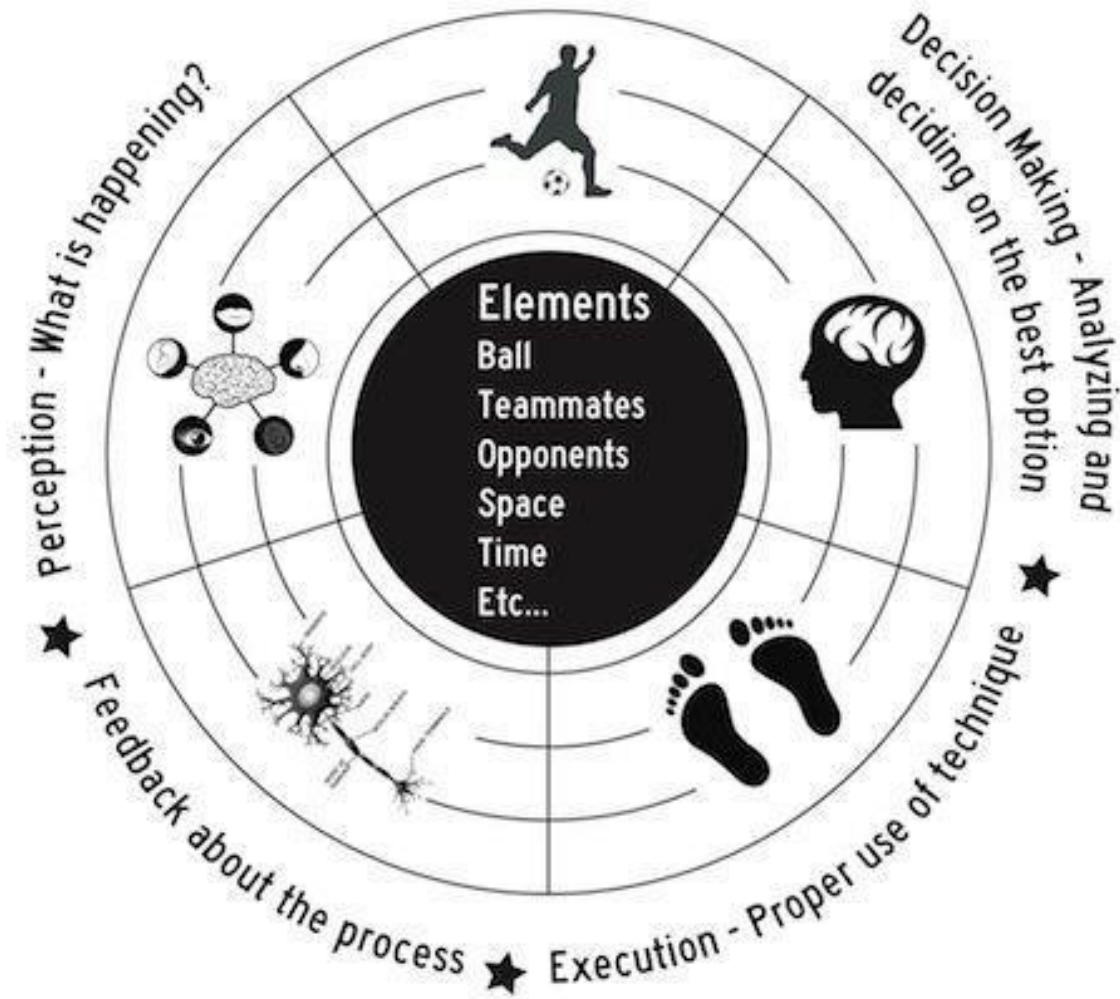 Perception - What is happening?
Decision Making - Analyzing and
deciding on the best option
Elements
Ball
Teammates
Opponents
Space
Time
Etc...
Execution - Proper use of technique
Feedback about the process